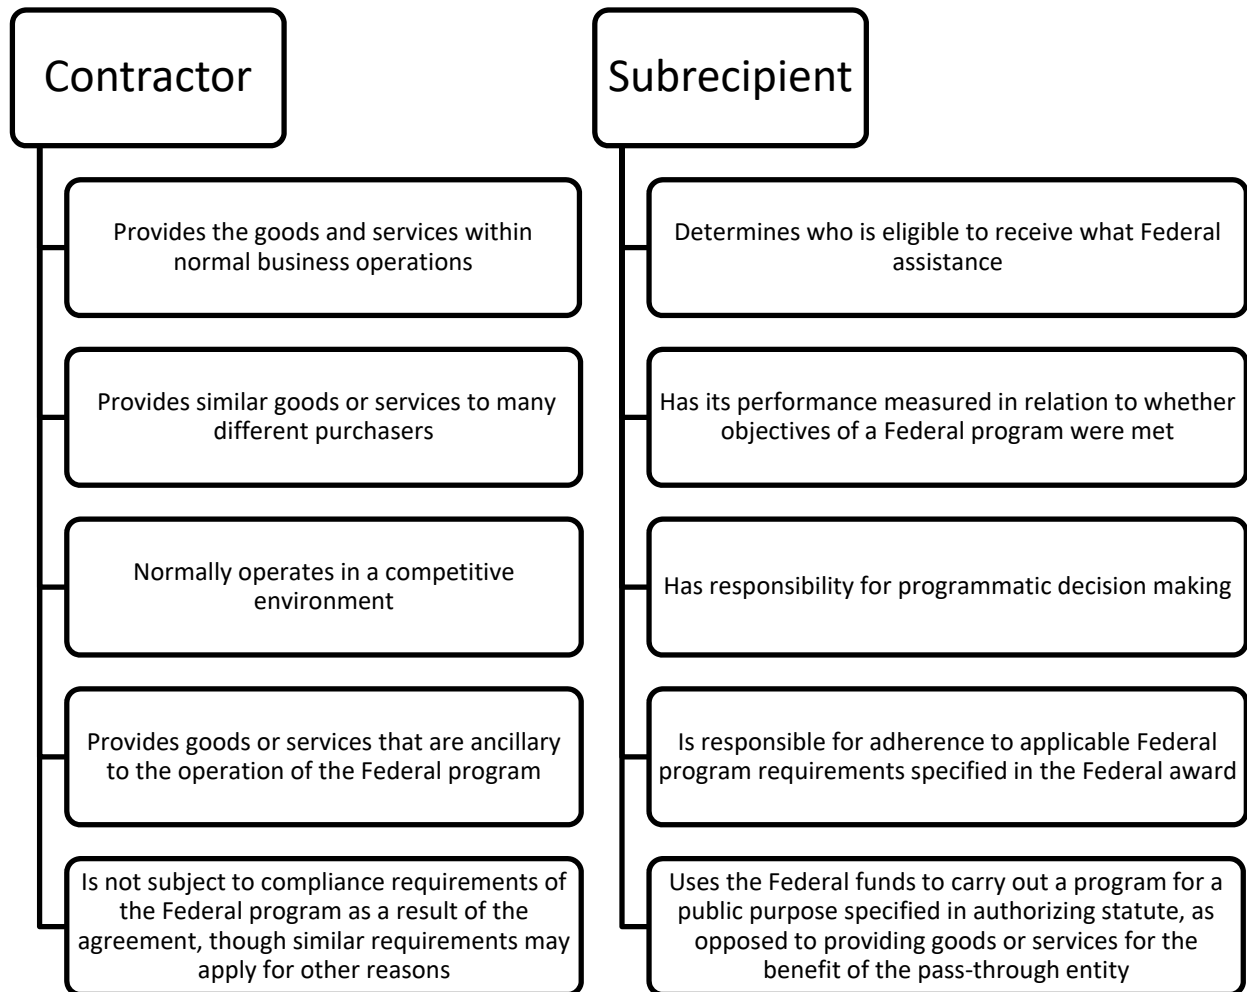 Contractor
Provides the goods and services within
normal business operations
Provides similar goods or services to many
different purchasers
Normally operates in a competitive
environment
Provides goods or services that are ancillary
to the operation of the Federal program
Is not subject to compliance requirements of
the Federal program as a result of the
agreement, though similar requirements may
apply for other reasons
Subrecipient
Determines who is eligible to receive what Federal
assistance
Has its performance measured in relation to whether
objectives of a Federal program were met
Has responsibility for programmatic decision making
Is responsible for adherence to applicable Federal
program requirements specified in the Federal award
Uses the Federal funds to carry out a program for a
public purpose specified in authorizing statute, as
opposed to providing goods or services for the
benefit of the pass-through entity